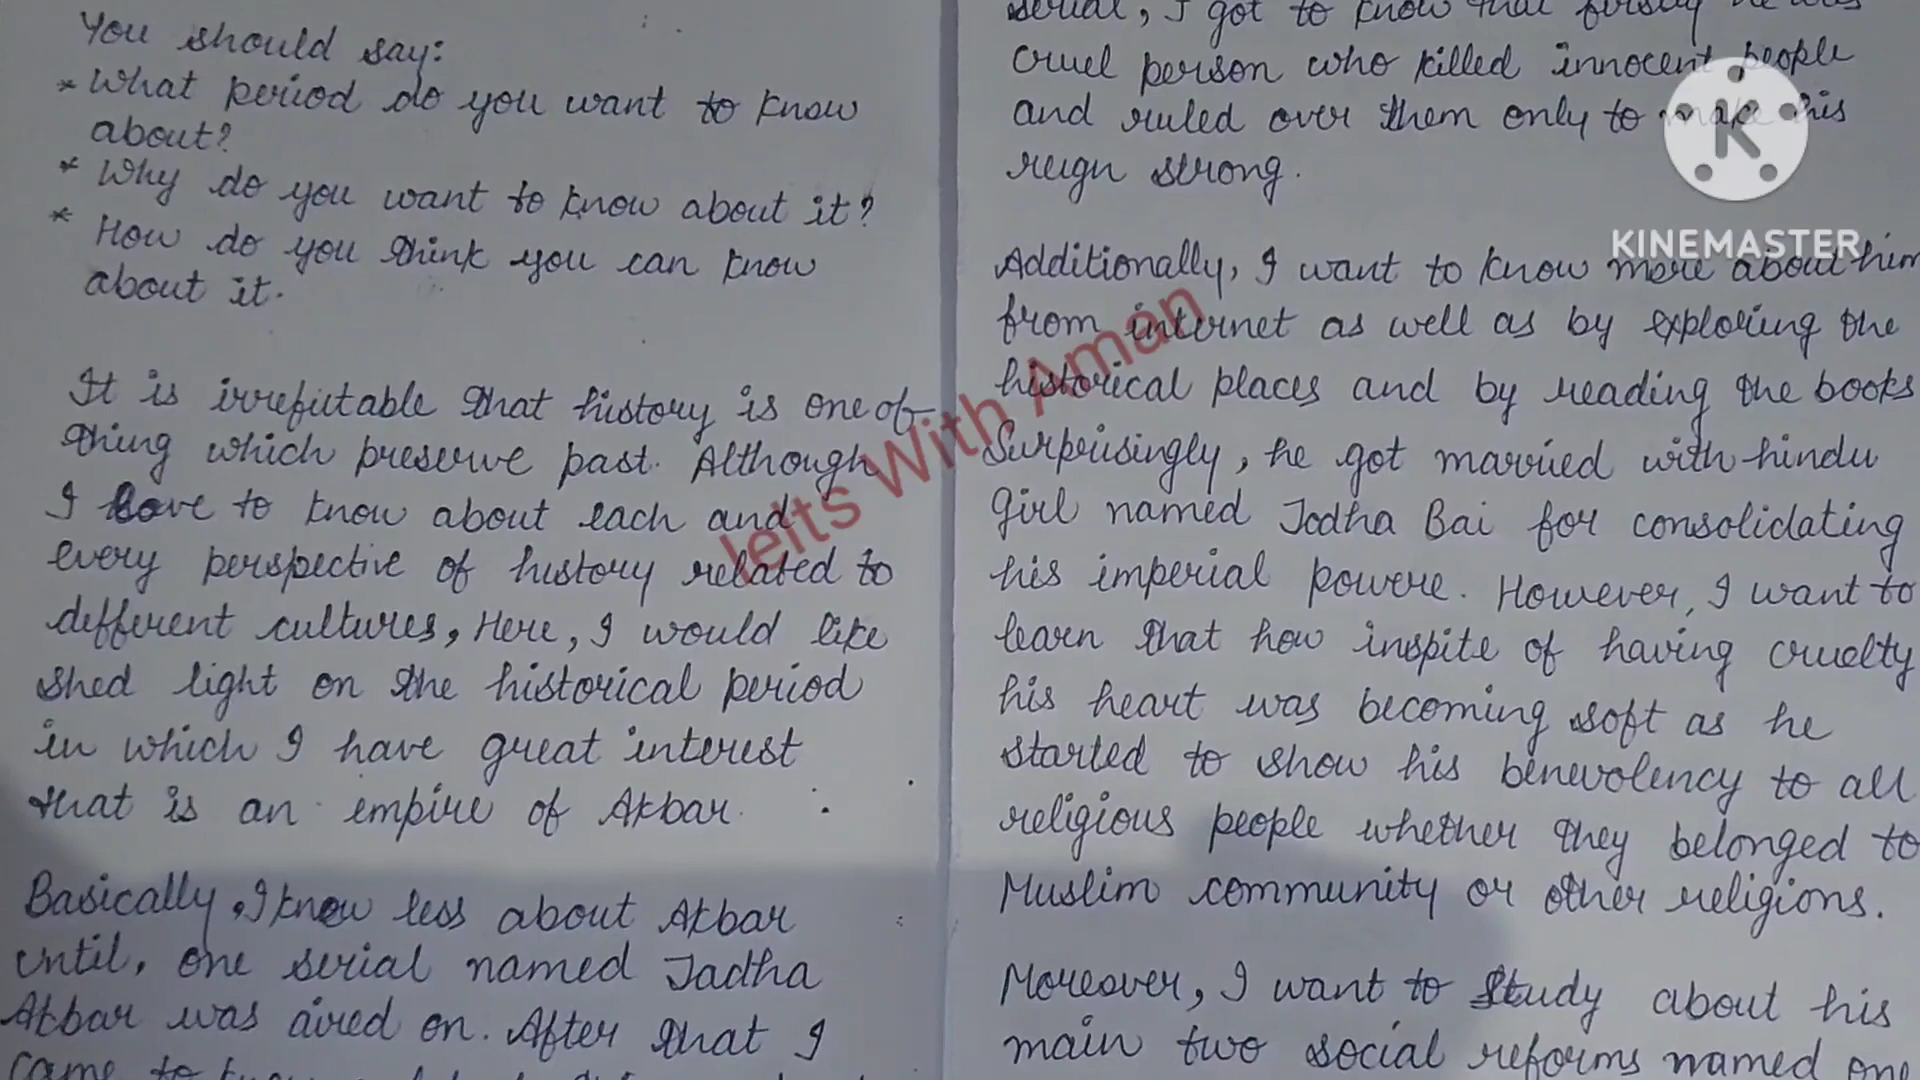 You should say:
* What period do you want to know
about?
* Why do you want to know about it?
* How do you think you can know
about it.
It is irrefutable that history is one of
thing which preserve past. Although
I love to know about each and
every perspective of history related to
different cultures, Here, I would like
shed light on the historical period
in which I have great interest
that is an empire of Akbar.
Basically, I know less about Akbar
until, one serial named Jadha
Akbar was aired on. After that I
came to
serial, I got to know that firstly he was
cruel person who killed innocent people
and ruled over them only to make his
reign strong.
Additionally, I want to know more about him
from internet as well as by exploring the
historical places and by reading the books
Surprisingly, he got married with hindu
girl named Jodha Bai for consolidating
his imperial powere. However, I want to
learn that how inspite of having cruelty
his heart was becoming soft as he
started to show his benevolency to all
religious people whether they belonged to
Muslim community or other religions.
Moreover, I want to study about his
main two social reforms named one
Ielts With Aman
K
KINEMASTER